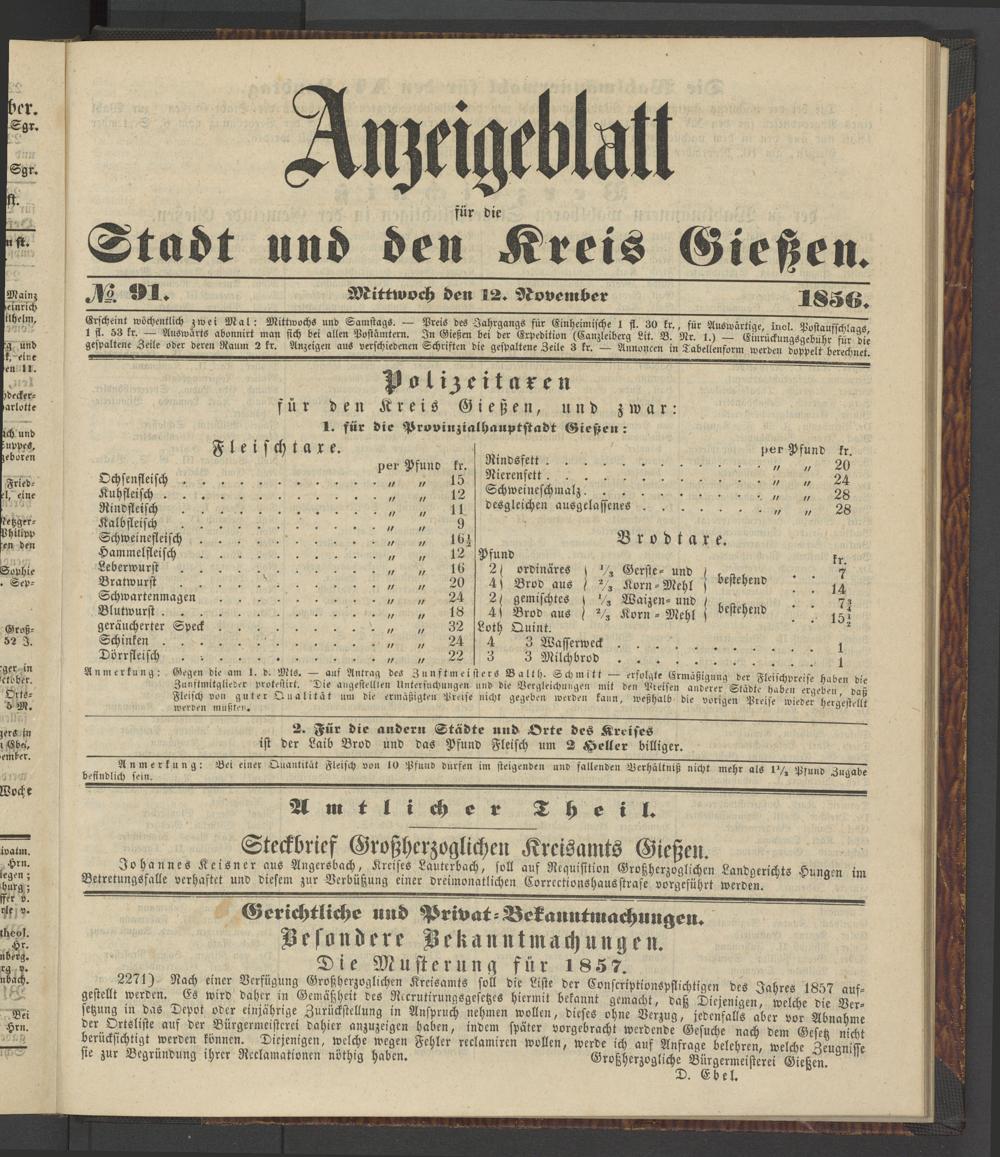 Anzeigeblatt
für die
Stadt und den Kreis Gießen.
№ 91. Mittwoch den 12. November 1856.
Erscheint wöchentlich zwei Mal: Mittwochs und Samstags. — Preis des Jahrgangs für Einheimische 1 fl. 30 kr., für Auswärtige, incl. Postaufschlags,
1 fl. 53 kr. — Auswärts abonnirt man sich bei allen Postämtern. In Gießen bei der Expedition (Canzleiberg Lit. B. Nr. 1.) — Einrückungsgebühr für die
gespaltene Zeile oder deren Raum 2 kr. Anzeigen aus verschiedenen Schriften die gespaltene Zeile 3 kr. — Annoncen in Tabellenform werden doppelt berechnet.
Polizeitaxen
für den Kreis Gießen, und zwar:
1. für die Provinzialhauptstadt Gießen:
Fleischtaxe.
per Pfund kr.
Ochsenfleisch . . . . . . . . . . . „ „ 15
Kuhfleisch . . . . . . . . . . . „ „ 12
Rindfleisch . . . . . . . . . . . „ „ 11
Kalbfleisch . . . . . . . . . . . „ „ 9
Schweinefleisch . . . . . . . . . . „ „ 16½
Hammelfleisch . . . . . . . . . . „ „ 12
Leberwurst . . . . . . . . . . . „ „ 16
Bratwurst . . . . . . . . . . . „ „ 20
Schwartenmagen . . . . . . . . . „ „ 24
Blutwurst . . . . . . . . . . . „ „ 18
geräucherter Speck . . . . . . . . . „ „ 32
Schinken . . . . . . . . . . . „ „ 24
Dörrfleisch . . . . . . . . . . . „ „ 22
per Pfund kr.
Rindsfett . . . . . . . . . . . „ „ 20
Nierenfett . . . . . . . . . . . „ „ 24
Schweineschmalz . . . . . . . . . „ „ 28
desgleichen ausgelassenes . . . . . . . „ „ 28
Brodtaxe.
Pfund kr.
2 ordinäres ⅓ Gerste- und bestehend . . 7
4 Brod aus ⅔ Korn-Mehl . . 14
2 gemischtes ⅓ Waizen- und bestehend . . 7¾
4 Brod aus ⅔ Korn-Mehl . . 15½
Loth Quint.
4 3 Wasserweck . . . . . . . . . 1
3 3 Milchbrod . . . . . . . . . 1
Anmerkung: Gegen die am 1. d. Mts. — auf Antrag des Zunftmeisters Balth. Schmitt — erfolgte Ermäßigung der Fleischpreise haben die
Zunftmitglieder protestirt. Die angestellten Untersuchungen und die Vergleichungen mit den Preisen anderer Städte haben ergeben, daß
Fleisch von guter Qualität um die ermäßigten Preise nicht gegeben werden kann, weßhalb die vorigen Preise wieder hergestellt
werden mußten.
2. Für die andern Städte und Orte des Kreises
ist der Laib Brod und das Pfund Fleisch um 2 Heller billiger.
Anmerkung: Bei einer Quantität Fleisch von 10 Pfund dürfen im steigenden und fallenden Verhältniß nicht mehr als 1½ Pfund Zugabe
befindlich sein.
Amtlicher Theil.
Steckbrief Großherzoglichen Kreisamts Gießen.
Johannes Keisner aus Angersbach, Kreises Lauterbach, soll auf Requisition Großherzoglichen Landgerichts Hungen im
Betretungsfalle verhaftet und diesem zur Verbüßung einer dreimonatlichen Correctionshausstrafe vorgeführt werden.
Gerichtliche und Privat-Bekanntmachungen.
Besondere Bekanntmachungen.
Die Musterung für 1857.
2271) Nach einer Verfügung Großherzoglichen Kreisamts soll die Liste der Conscriptionspflichtigen des Jahres 1857 auf-
gestellt werden. Es wird daher in Gemäßheit des Recrutirungsgesetzes hiermit bekannt gemacht, daß Diejenigen, welche die Ver-
setzung in das Depot oder einjährige Zurückstellung in Anspruch nehmen wollen, dieses ohne Verzug, jedenfalls aber vor Abnahme
der Ortsliste auf der Bürgermeisterei dahier anzuzeigen haben, indem später vorgebracht werdende Gesuche nach dem Gesetz nicht
berücksichtigt werden können. Diejenigen, welche wegen Fehler reclamiren wollen, werde ich auf Anfrage belehren, welche Zeugnisse
sie zur Begründung ihrer Reclamationen nöthig haben. Großherzogliche Bürgermeisterei Gießen.
D. Ebel.